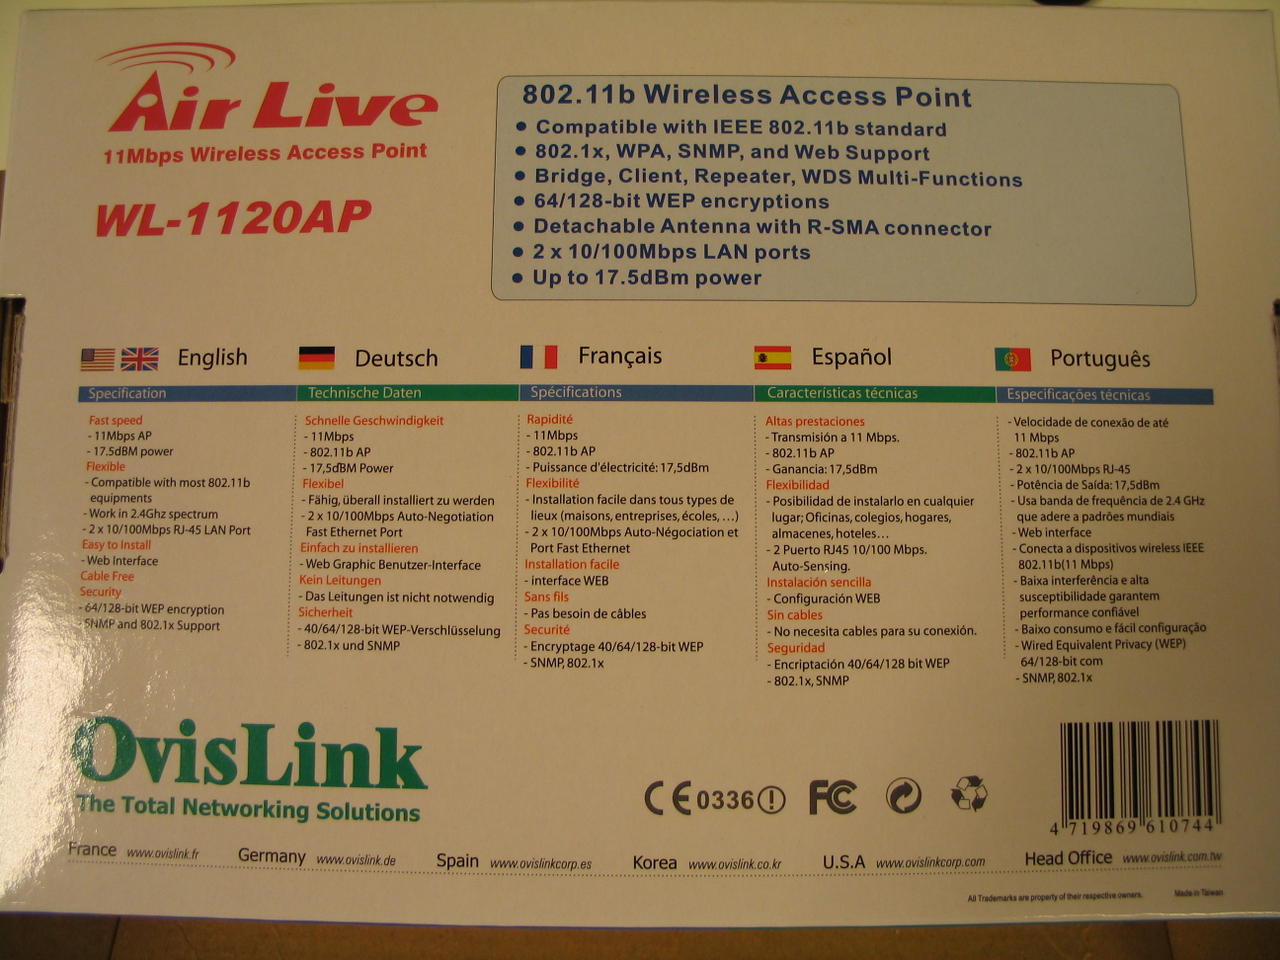 Air Live
11Mbps Wireless Access Point
WL-1120AP
802.11b Wireless Access Point
● Compatible with IEEE 802.11b standard
● 802.1x, WPA, SNMP, and Web Support
● Bridge, Client, Repeater, WDS Multi-Functions
● 64/128-bit WEP encryptions
● Detachable Antenna with R-SMA connector
● 2 x 10/100Mbps LAN ports
● Up to 17.5dBm power
English
Specification
Fast speed
- 11Mbps AP
- 17.5dBM power
Flexible
- Compatible with most 802.11b
equipments
- Work in 2.4Ghz spectrum
- 2 x 10/100Mbps RJ-45 LAN Port
Easy to Install
- Web Interface
Cable Free
Security
- 64/128-bit WEP encryption
- SNMP and 802.1x Support
Deutsch
Technische Daten
Schnelle Geschwindigkeit
- 11Mbps
- 802.11b AP
- 17,5dBM Power
Flexibel
- Fähig, überall installiert zu werden
- 2 x 10/100Mbps Auto-Negotiation
Fast Ethernet Port
Einfach zu installieren
- Web Graphic Benutzer-Interface
Kein Leitungen
- Das Leitungen ist nicht notwendig
Sicherheit
- 40/64/128-bit WEP-Verschlüsselung
- 802.1x und SNMP
Français
Spécifications
Rapidité
- 11Mbps
- 802.11b AP
- Puissance d'électricité: 17,5dBm
Flexibilité
- Installation facile dans tous types de
lieux (maisons, entreprises, écoles, …)
- 2 x 10/100Mbps Auto-Négociation et
Port Fast Ethernet
Installation facile
- interface WEB
Sans fils
- Pas besoin de câbles
Securité
- Encryptage 40/64/128-bit WEP
- SNMP, 802.1x
Español
Características técnicas
Altas prestaciones
- Transmisión a 11 Mbps.
- 802.11b AP
- Ganancia: 17,5dBm
Flexibilidad
- Posibilidad de instalarlo en cualquier
lugar; Oficinas, colegios, hogares,
almacenes, hoteles…
- 2 Puerto RJ45 10/100 Mbps.
Auto-Sensing.
Instalación sencilla
- Configuración WEB
Sin cables
- No necesita cables para su conexión.
Seguridad
- Encriptación 40/64/128 bit WEP
- 802.1x, SNMP
Português
Especificações técnicas
- Velocidade de conexão de até
11 Mbps
- 802.11b AP
- 2 x 10/100Mbps RJ-45
- Potência de Saída: 17,5dBm
- Usa banda de frequência de 2.4 GHz
que adere a padrões mundiais
- Web interface
- Conecta a dispositivos wireless IEEE
802.11b(11 Mbps)
- Baixa interferência e alta
susceptibilidade garantem
performance confiável
- Baixo consumo e fácil configuração
- Wired Equivalent Privacy (WEP)
64/128-bit com
- SNMP, 802.1x
OvisLink
The Total Networking Solutions
CE 0336 FC
4 719869 610744
France www.ovislink.fr Germany www.ovislink.de Spain www.ovislinkcorp.es Korea www.ovislink.co.kr U.S.A www.ovislinkcorp.com Head Office www.ovislink.com.tw
All Trademarks are property of their respective owners. Made in Taiwan